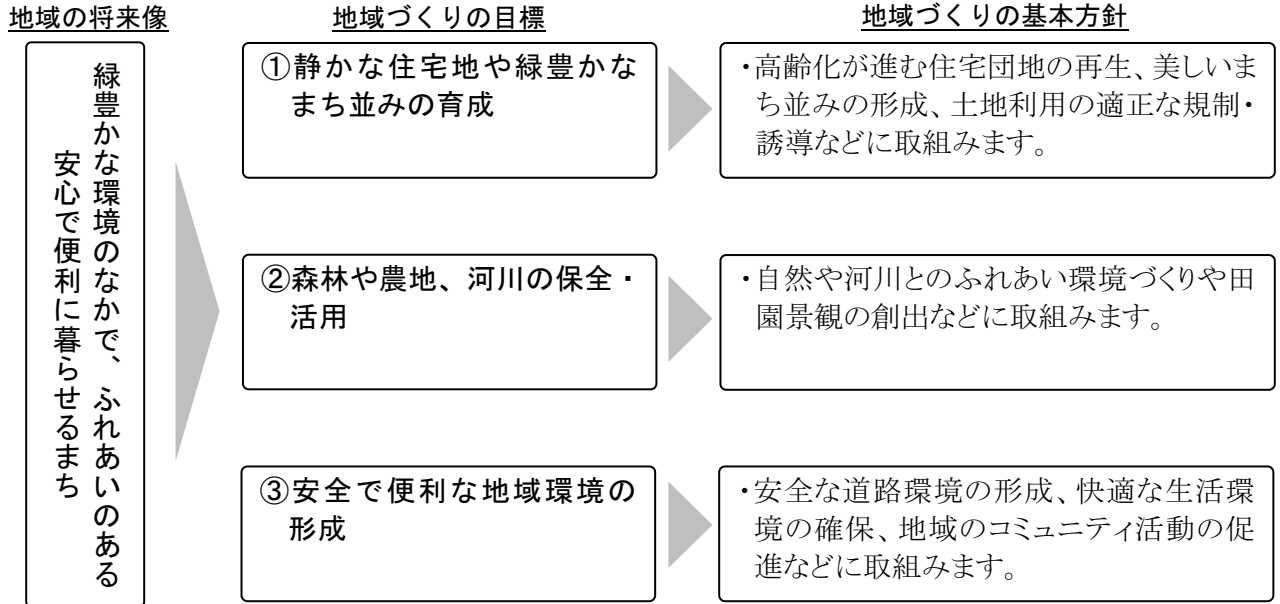 地域の将来像
地域づくりの目標
地域づくりの基本方針
緑豊かな環境のなかで、ふれあいのある
安心で便利に暮らせるまち
①静かな住宅地や緑豊かな
まち並みの育成
・高齢化が進む住宅団地の再生、美しいま
ち並みの形成、土地利用の適正な規制・
誘導などに取組みます。
②森林や農地、河川の保全・
活用
・自然や河川とのふれあい環境づくりや田
園景観の創出などに取組みます。
③安全で便利な地域環境の
形成
・安全な道路環境の形成、快適な生活環
境の確保、地域のコミュニティ活動の促
進などに取組みます。